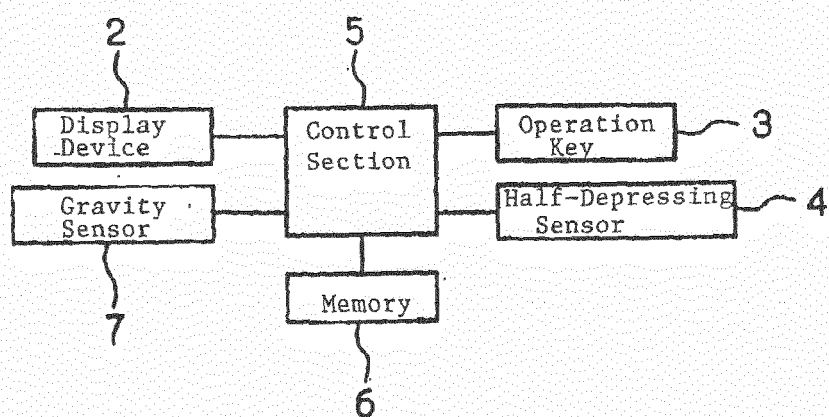 2
5
Display
Device
Control
Section
Operation
Key
3
Gravity
Sensor
Half-Depressing
Sensor
4
7
Memory
6